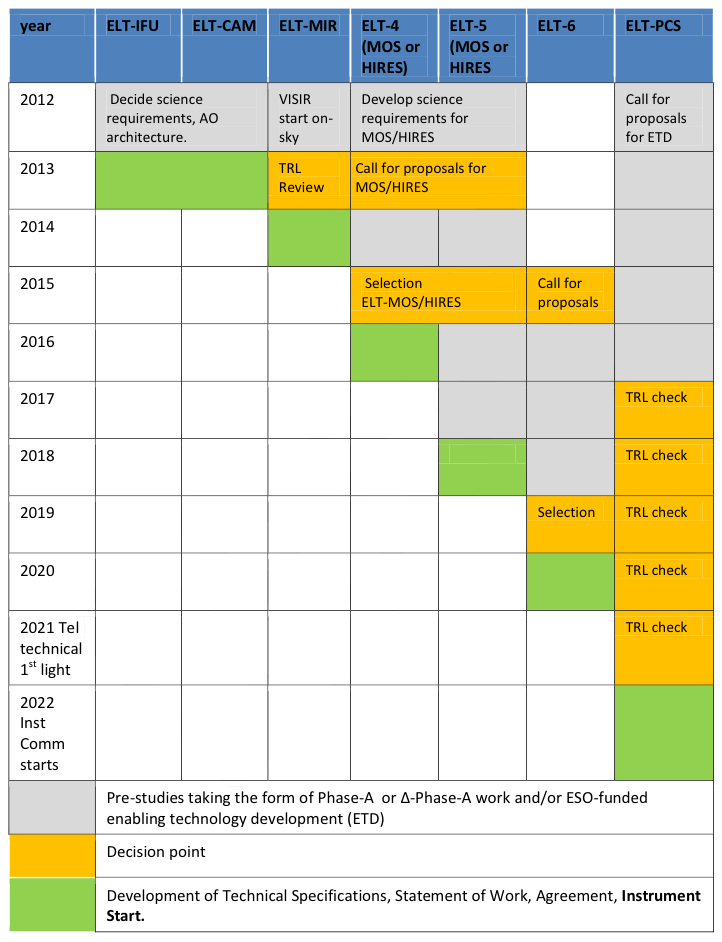 year ELT-IFU ELT-CAM ELT-MIR ELT-4 (MOS or HIRES) ELT-5 (MOS or HIRES ELT-6 ELT-PCS
2012 Decide science requirements, AO architecture. VISIR start on-sky Develop science requirements for MOS/HIRES Call for proposals for ETD
2013 TRL Review Call for proposals for MOS/HIRES
2014
2015 Selection ELT-MOS/HIRES Call for proposals
2016
2017 TRL check
2018 TRL check
2019 Selection TRL check
2020 TRL check
2021 Tel technical 1st light TRL check
2022 Inst Comm starts
Pre-studies taking the form of Phase-A or Δ-Phase-A work and/or ESO-funded
enabling technology development (ETD)
Decision point
Development of Technical Specifications, Statement of Work, Agreement, Instrument
Start.